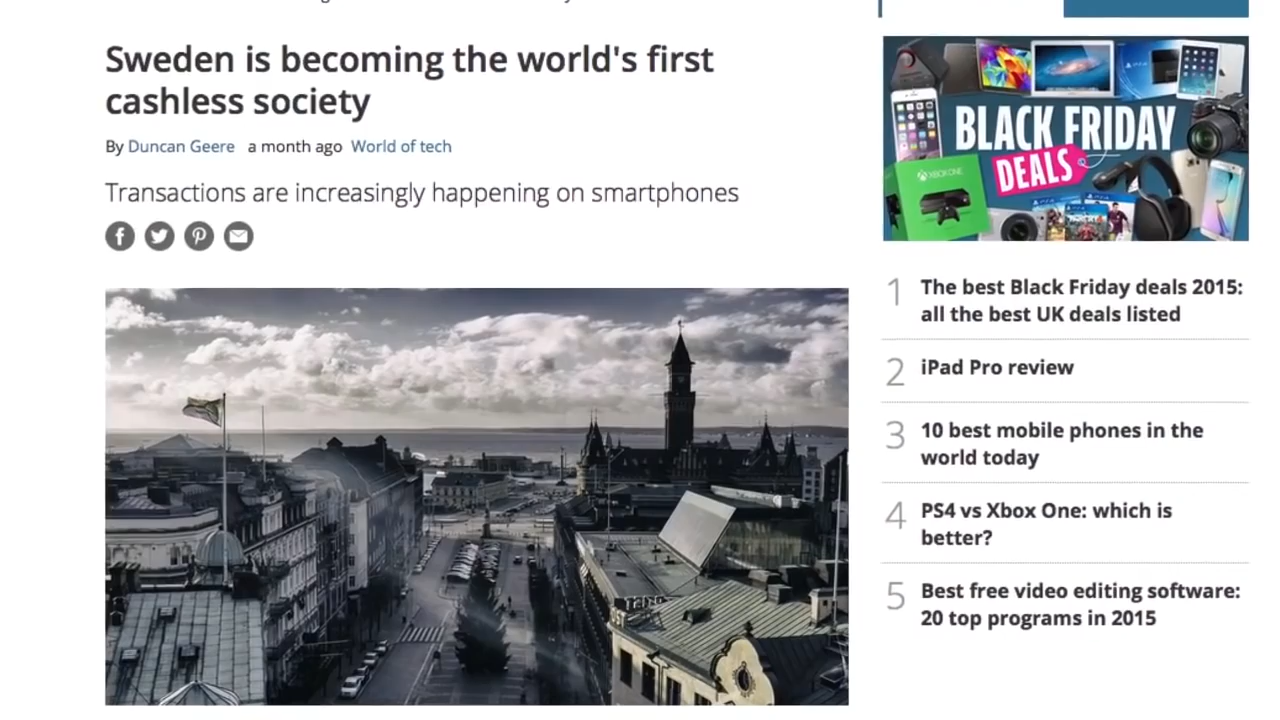 Sweden is becoming the world's first
cashless society
By Duncan Geere a month ago World of tech
Transactions are increasingly happening on smartphones
BLACK FRIDAY
DEALS
XBOX ONE
1 The best Black Friday deals 2015:
all the best UK deals listed
2 iPad Pro review
3 10 best mobile phones in the
world today
4 PS4 vs Xbox One: which is
better?
5 Best free video editing software:
20 top programs in 2015